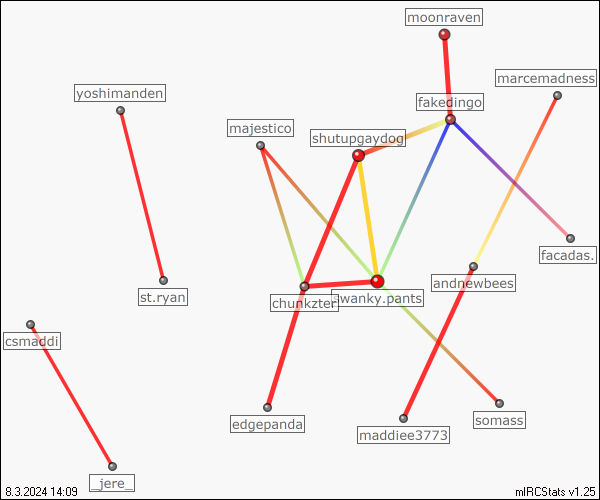 moonraven
marcemadness
yoshimanden
fakedingo
majestico
shutupgaydog
facadas.
andnewbees
st.ryan
chunkzter
swanky.pants
csmaddi
somass
edgepanda
maddiee3773
_jere_
8.3.2024 14:09
mIRCStats v1.25